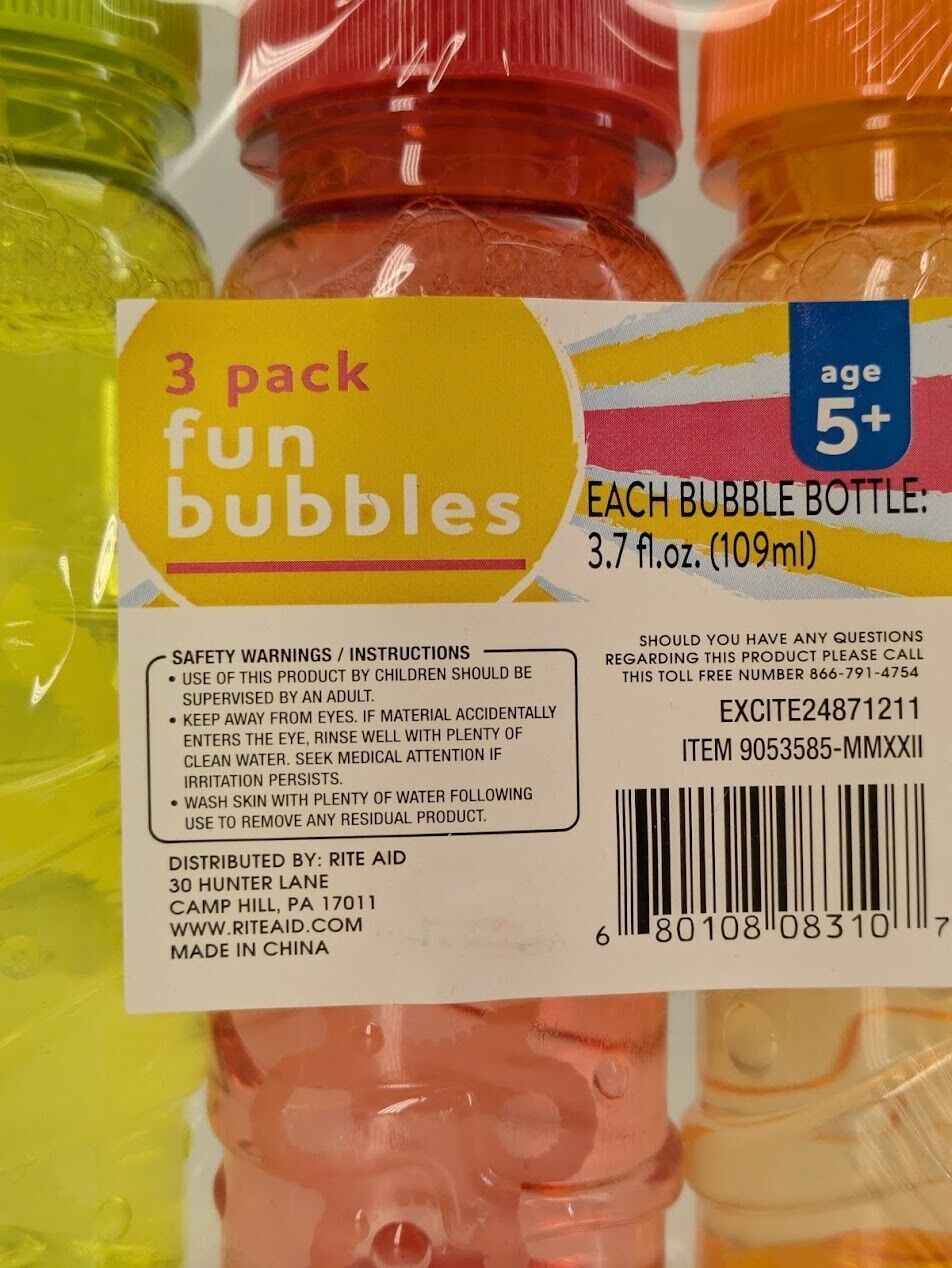 3 pack
fun
bubbles
age
5+
EACH BUBBLE BOTTLE:
3.7 fl.oz. (109ml)
SAFETY WARNINGS / INSTRUCTIONS
• USE OF THIS PRODUCT BY CHILDREN SHOULD BE
SUPERVISED BY AN ADULT.
• KEEP AWAY FROM EYES. IF MATERIAL ACCIDENTALLY
ENTERS THE EYE, RINSE WELL WITH PLENTY OF
CLEAN WATER. SEEK MEDICAL ATTENTION IF
IRRITATION PERSISTS.
• WASH SKIN WITH PLENTY OF WATER FOLLOWING
USE TO REMOVE ANY RESIDUAL PRODUCT.
DISTRIBUTED BY: RITE AID
30 HUNTER LANE
CAMP HILL, PA 17011
WWW.RITEAID.COM
MADE IN CHINA
SHOULD YOU HAVE ANY QUESTIONS
REGARDING THIS PRODUCT PLEASE CALL
THIS TOLL FREE NUMBER 866-791-4754
EXCITE24871211
ITEM 9053585-MMXXII
6 80108 08310 7